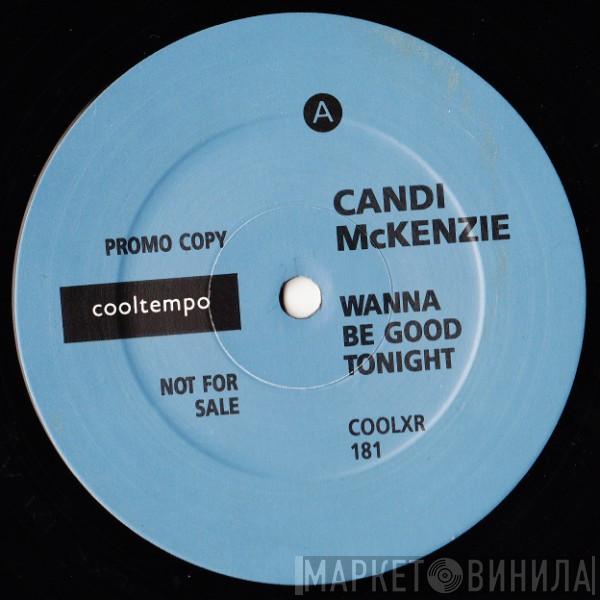 A
CANDI
McKENZIE
PROMO COPY
cooltempo
NOT FOR
SALE
WANNA
BE GOOD
TONIGHT
COOLXR
181
МАРКЕТ ВИНИЛА